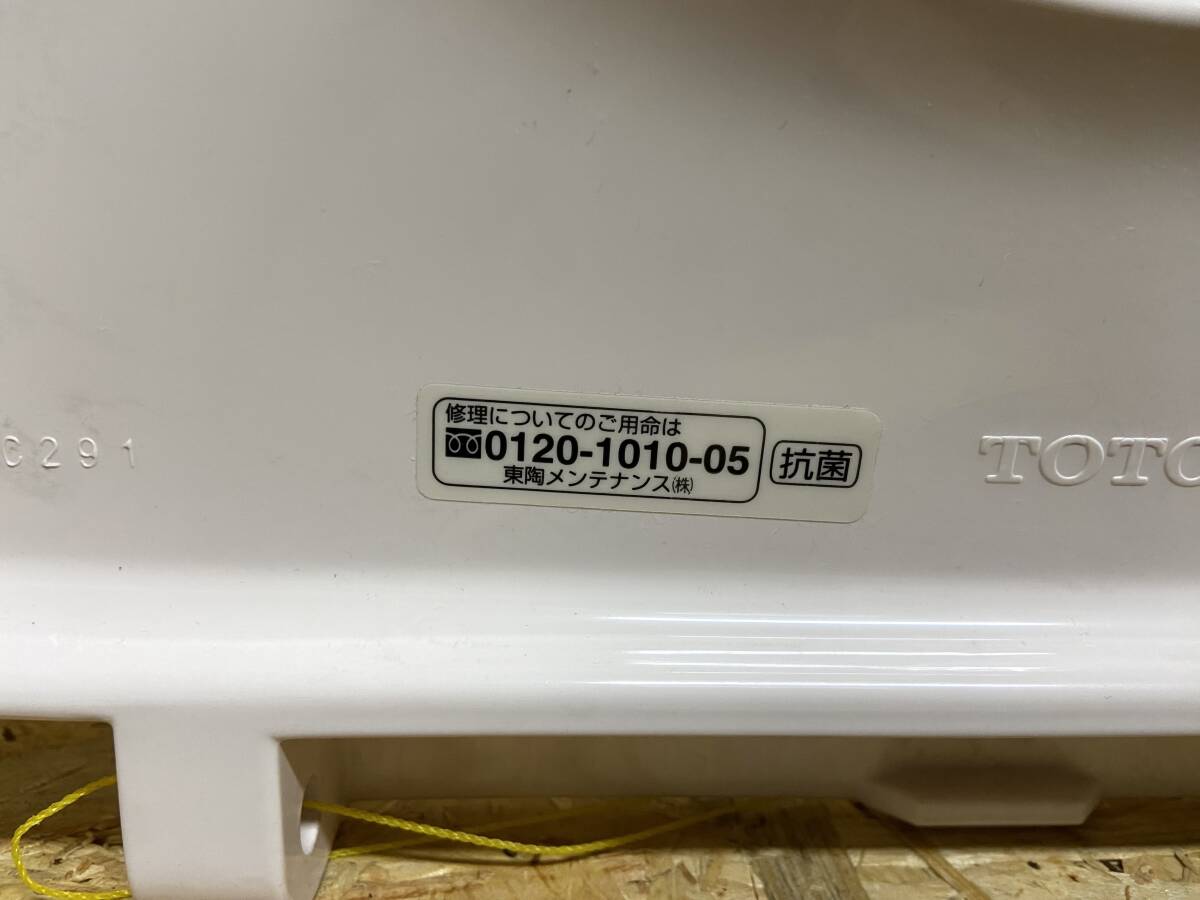 C291
修理についてのご用命は
0120-1010-05
東陶メンテナンス㈱
抗菌
TOTO